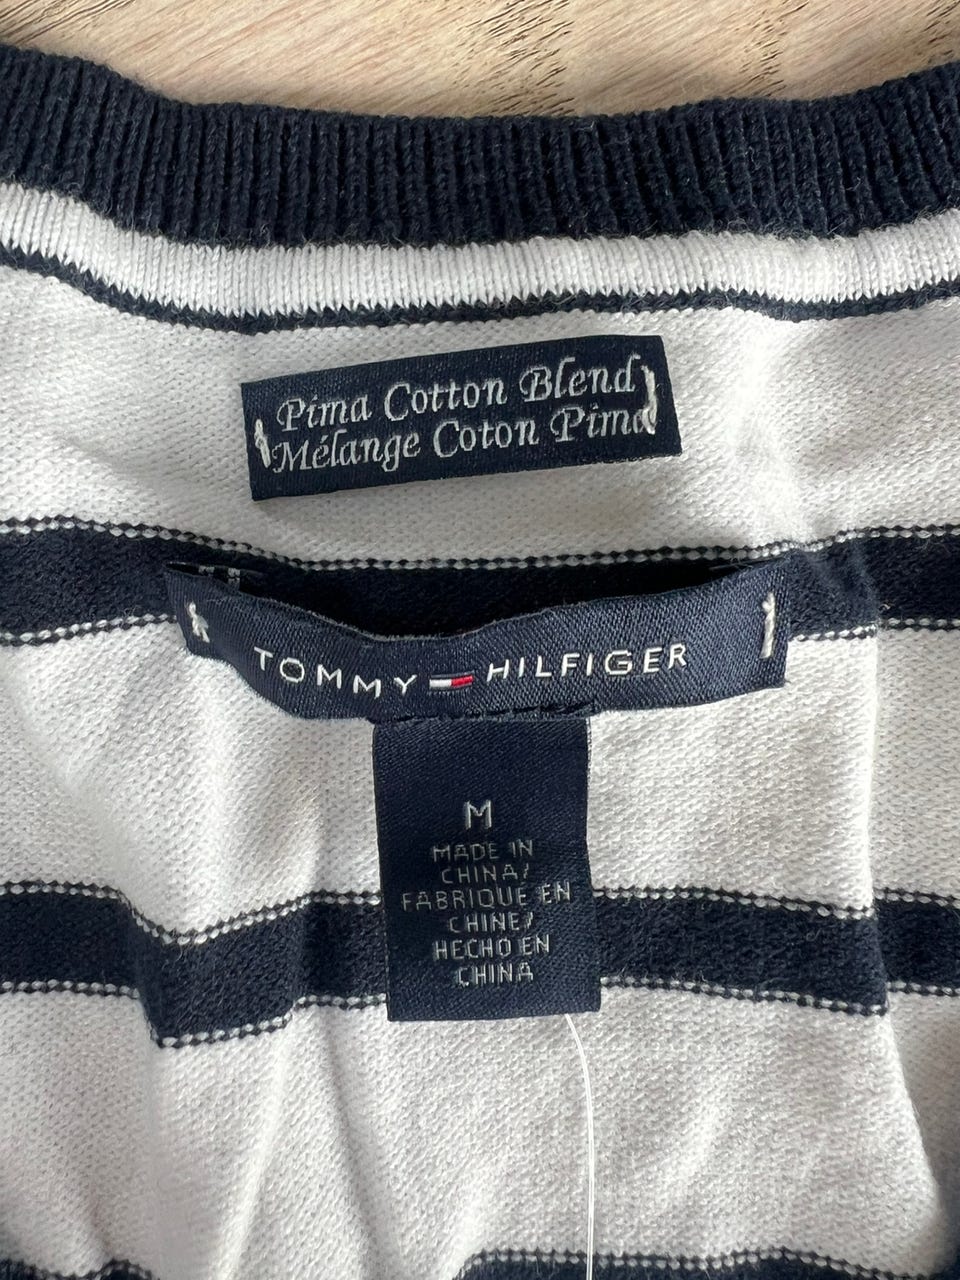 Pima Cotton Blend
Mélange Coton Pima
TOMMY HILFIGER
M
MADE IN
CHINA/
FABRIQUE EN
CHINE/
HECHO EN
CHINA